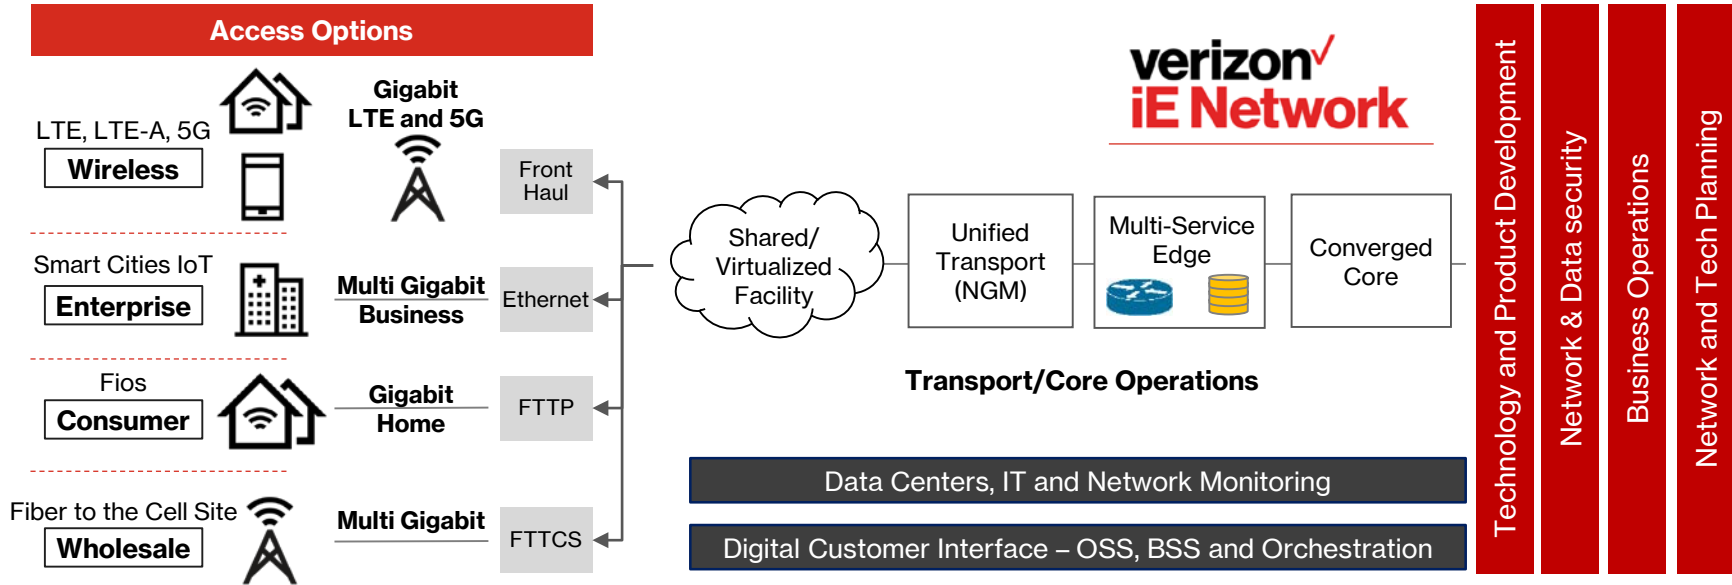 Access Options
LTE, LTE-A, 5G
Wireless
Gigabit
LTE and 5G
Front
Haul
Smart Cities IoT
Enterprise
Multi Gigabit
Business
Ethernet
Fios
Consumer
Gigabit
Home
FTTP
Fiber to the Cell Site
Wholesale
Multi Gigabit
FTTCS
verizon
iE Network
Shared/
Virtualized
Facility
Unified
Transport
(NGM)
Multi-Service
Edge
Converged
Core
Transport/Core Operations
Data Centers, IT and Network Monitoring
Digital Customer Interface – OSS, BSS and Orchestration
Technology and Product Development
Network & Data security
Business Operations
Network and Tech Planning